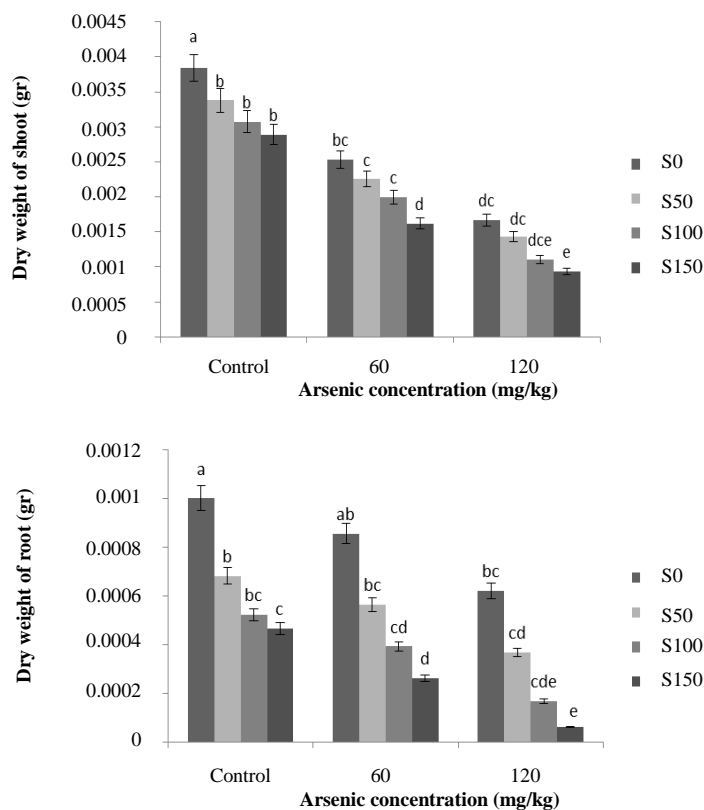 0.0045
0.004
0.0035
0.003
0.0025
0.002
0.0015
0.001
0.0005
0
Dry weight of shoot (gr)
a
b
b
b
bc
c
c
d
dc
dc
dce
e
Control
60
120
Arsenic concentration (mg/kg)
S0
S50
S100
S150
0.0012
0.001
0.0008
0.0006
0.0004
0.0002
0
Dry weight of root (gr)
a
b
bc
c
ab
bc
cd
d
bc
cd
cde
e
Control
60
120
Arsenic concentration (mg/kg)
S0
S50
S100
S150